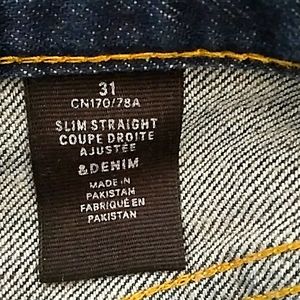 31
CN170/78A
SLIM STRAIGHT
COUPE DROITE
AJUSTÉE
&DENIM
MADE IN
PAKISTAN
FABRIQUÉ EN
PAKISTAN